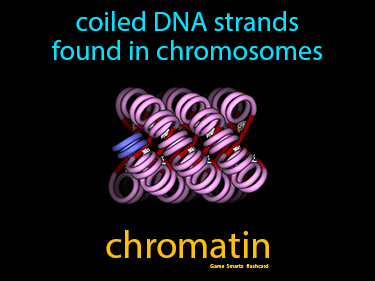 coiled DNA strands
found in chromosomes
chromatin
Game Smartz flashcard